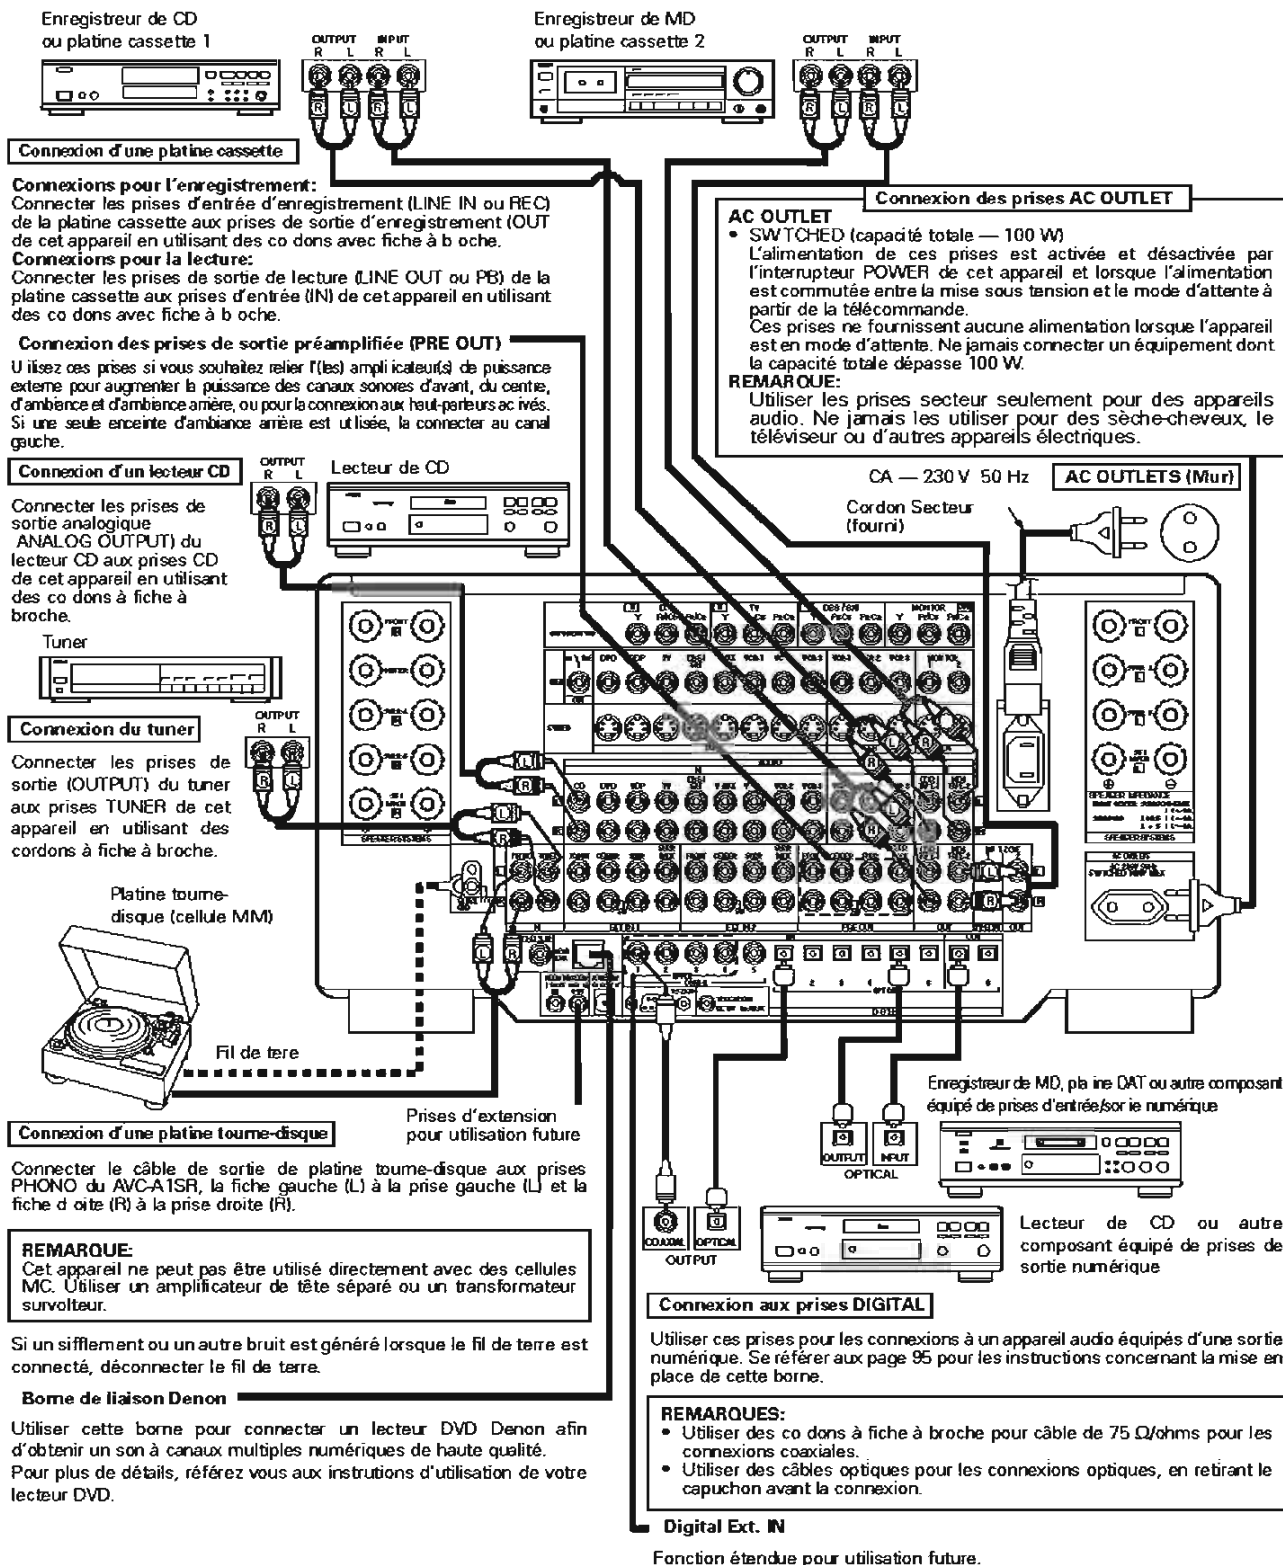 Enregistreur de CD
ou platine cassette 1
OUTPUT INPUT
R L R L
Enregistreur de MD
ou platine cassette 2
OUTPUT INPUT
R L R L
Connexion d'une platine cassette
Connexions pour l'enregistrement:
Connecter les prises d'entrée d'enregistrement (LINE IN ou REC)
de la platine cassette aux prises de sortie d'enregistrement (OUT
de cet appareil en utilisant des co dons avec fiche à b oche.
Connexions pour la lecture:
Connecter les prises de sortie de lecture (LINE OUT ou PB) de la
platine cassette aux prises d'entrée (IN) de cet appareil en utilisant
des co dons avec fiche à b oche.
Connexion des prises de sortie préamplifiée (PRE OUT)
U ilisez ces prises si vous souhaitez relier l'(les) ampli icateur(s) de puissance
externe pour augmenter la puissance des canaux sonores d'avant, du centre,
d'ambiance et d'ambiance arrière, ou pour la connexion aux haut-parleurs ac ivés.
Si une seule enceinte d'ambiance arrière est ut lisée, la connecter au canal
gauche.
Connexion des prises AC OUTLET
AC OUTLET
• SW TCHED (capacité totale — 100 W)
L'alimentation de ces prises est activée et désactivée par
l'interrupteur POWER de cet appareil et lorsque l'alimentation
est commutée entre la mise sous tension et le mode d'attente à
partir de la télécommande.
Ces prises ne fournissent aucune alimentation lorsque l'appareil
est en mode d'attente. Ne jamais connecter un équipement dont
la capacité totale dépasse 100 W.
REMARQUE:
Utiliser les prises secteur seulement pour des appareils
audio. Ne jamais les utiliser pour des sèche-cheveux, le
téléviseur ou d'autres appareils électriques.
Connexion d'un lecteur CD
OUTPUT
R L
Lecteur de CD
Connecter les prises de
sortie analogique
ANALOG OUTPUT) du
lecteur CD aux prises CD
de cet appareil en utilisant
des co dons à fiche à
broche.
CA — 230 V 50 Hz
AC OUTLETS (Mur)
Cordon Secteur
(fourni)
Tuner
Connexion du tuner
OUTPUT
R L
Connecter les prises de
sortie (OUTPUT) du tuner
aux prises TUNER de cet
appareil en utilisant des
cordons à fiche à broche.
Platine tourne-
disque (cellule MM)
Fil de tere
Prises d'extension
pour utilisation future
Connexion d'une platine tourne-disque
Connecter le câble de sortie de platine tourne-disque aux prises
PHONO du AVC-A1SR, la fiche gauche (L) à la prise gauche (L) et la
fiche d oite (R) à la prise droite (R).
REMARQUE:
Cet appareil ne peut pas être utilisé directement avec des cellules
MC. Utiliser un amplificateur de tête séparé ou un transformateur
survolteur.
Si un sifflement ou un autre bruit est généré lorsque le fil de terre est
connecté, déconnecter le fil de terre.
Borne de liaison Denon
Utiliser cette borne pour connecter un lecteur DVD Denon afin
d'obtenir un son à canaux multiples numériques de haute qualité.
Pour plus de détails, référez vous aux instrutions d'utilisation de votre
lecteur DVD.
Enregistreur de MD, pla ine DAT ou autre composant
équipé de prises d'entrée/sor ie numérique
OUTPUT INPUT
OPTICAL
COAXIAL OPTICAL
OUTPUT
Lecteur de CD ou autre
composant équipé de prises de
sortie numérique
Connexion aux prises DIGITAL
Utiliser ces prises pour les connexions à un appareil audio équipés d'une sortie
numérique. Se référer aux page 95 pour les instructions concernant la mise en
place de cette borne.
REMARQUES:
• Utiliser des co dons à fiche à broche pour câble de 75 Ω/ohms pour les
connexions coaxiales.
• Utiliser des câbles optiques pour les connexions optiques, en retirant le
capuchon avant la connexion.
Digital Ext. IN
Fonction étendue pour utilisation future.